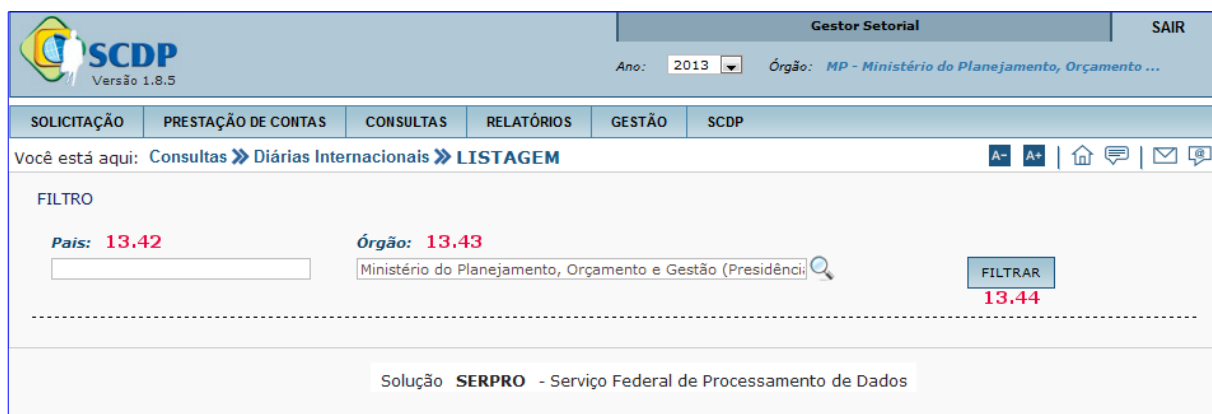 Gestor Setorial SAIR
SCDP
Versão 1.8.5
Ano: 2013 Órgão: MP - Ministério do Planejamento, Orçamento ...
SOLICITAÇÃO PRESTAÇÃO DE CONTAS CONSULTAS RELATÓRIOS GESTÃO SCDP
Você está aqui: Consultas >> Diárias Internacionais >> LISTAGEM A- A+
FILTRO
Pais: 13.42 Órgão: 13.43
Ministério do Planejamento, Orçamento e Gestão (Presidência
FILTRAR
13.44
Solução SERPRO - Serviço Federal de Processamento de Dados